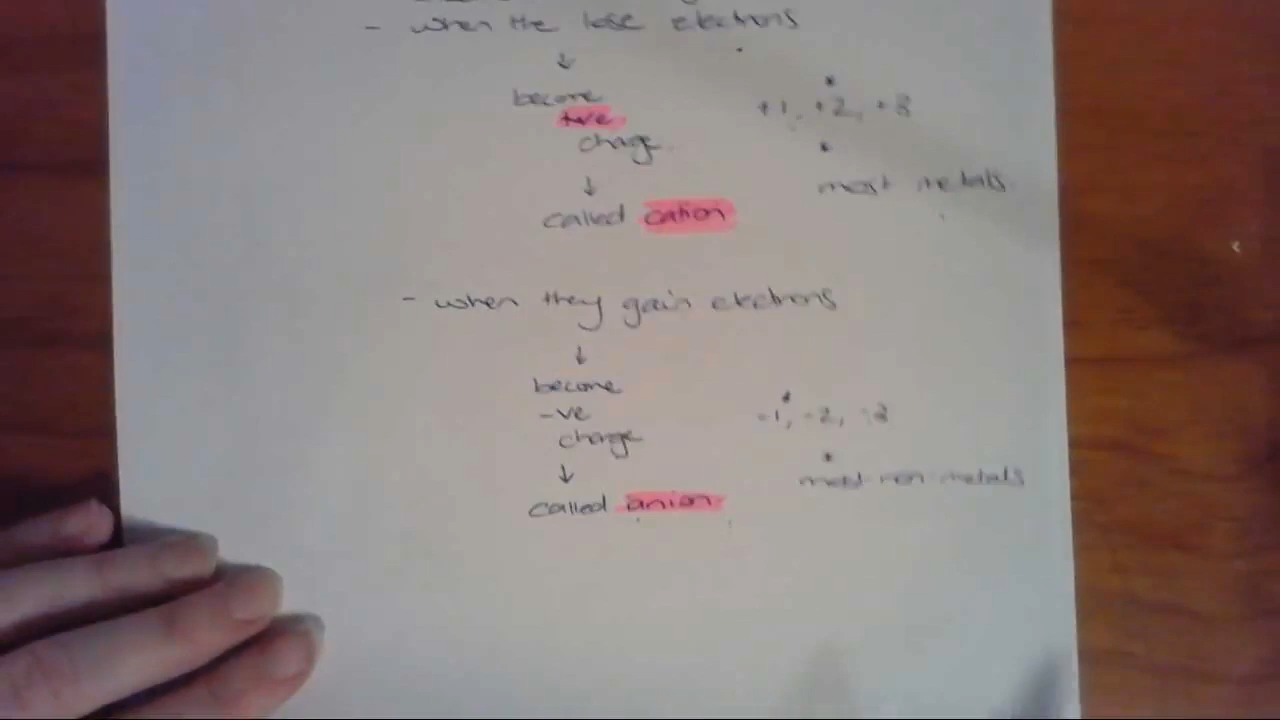 - when the lose electrons
↓
become
+ve
charge
+1, +2, +3
most metals
↓
called cation
- when they gain electrons
↓
become
-ve
charge
-1, -2, -3
most non metals
↓
called anion